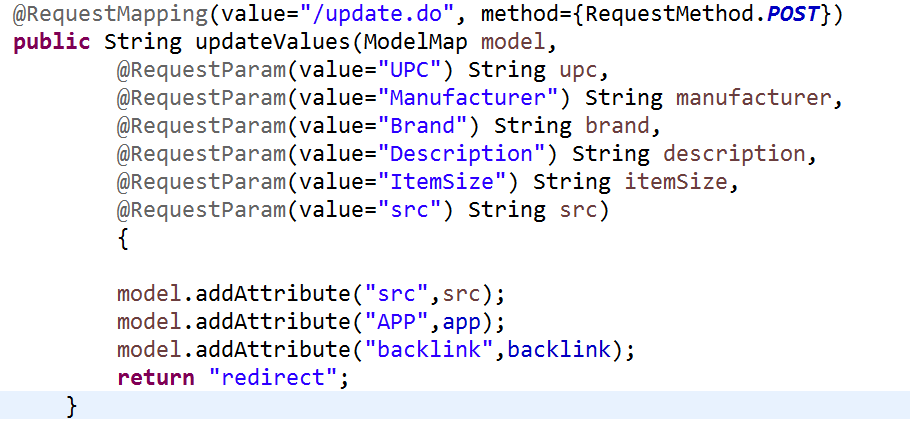 @RequestMapping(value="/update.do", method={RequestMethod.POST})
public String updateValues(ModelMap model,
@RequestParam(value="UPC") String upc,
@RequestParam(value="Manufacturer") String manufacturer,
@RequestParam(value="Brand") String brand,
@RequestParam(value="Description") String description,
@RequestParam(value="ItemSize") String itemSize,
@RequestParam(value="src") String src)
{
model.addAttribute("src",src);
model.addAttribute("APP",app);
model.addAttribute("backlink",backlink);
return "redirect";
}